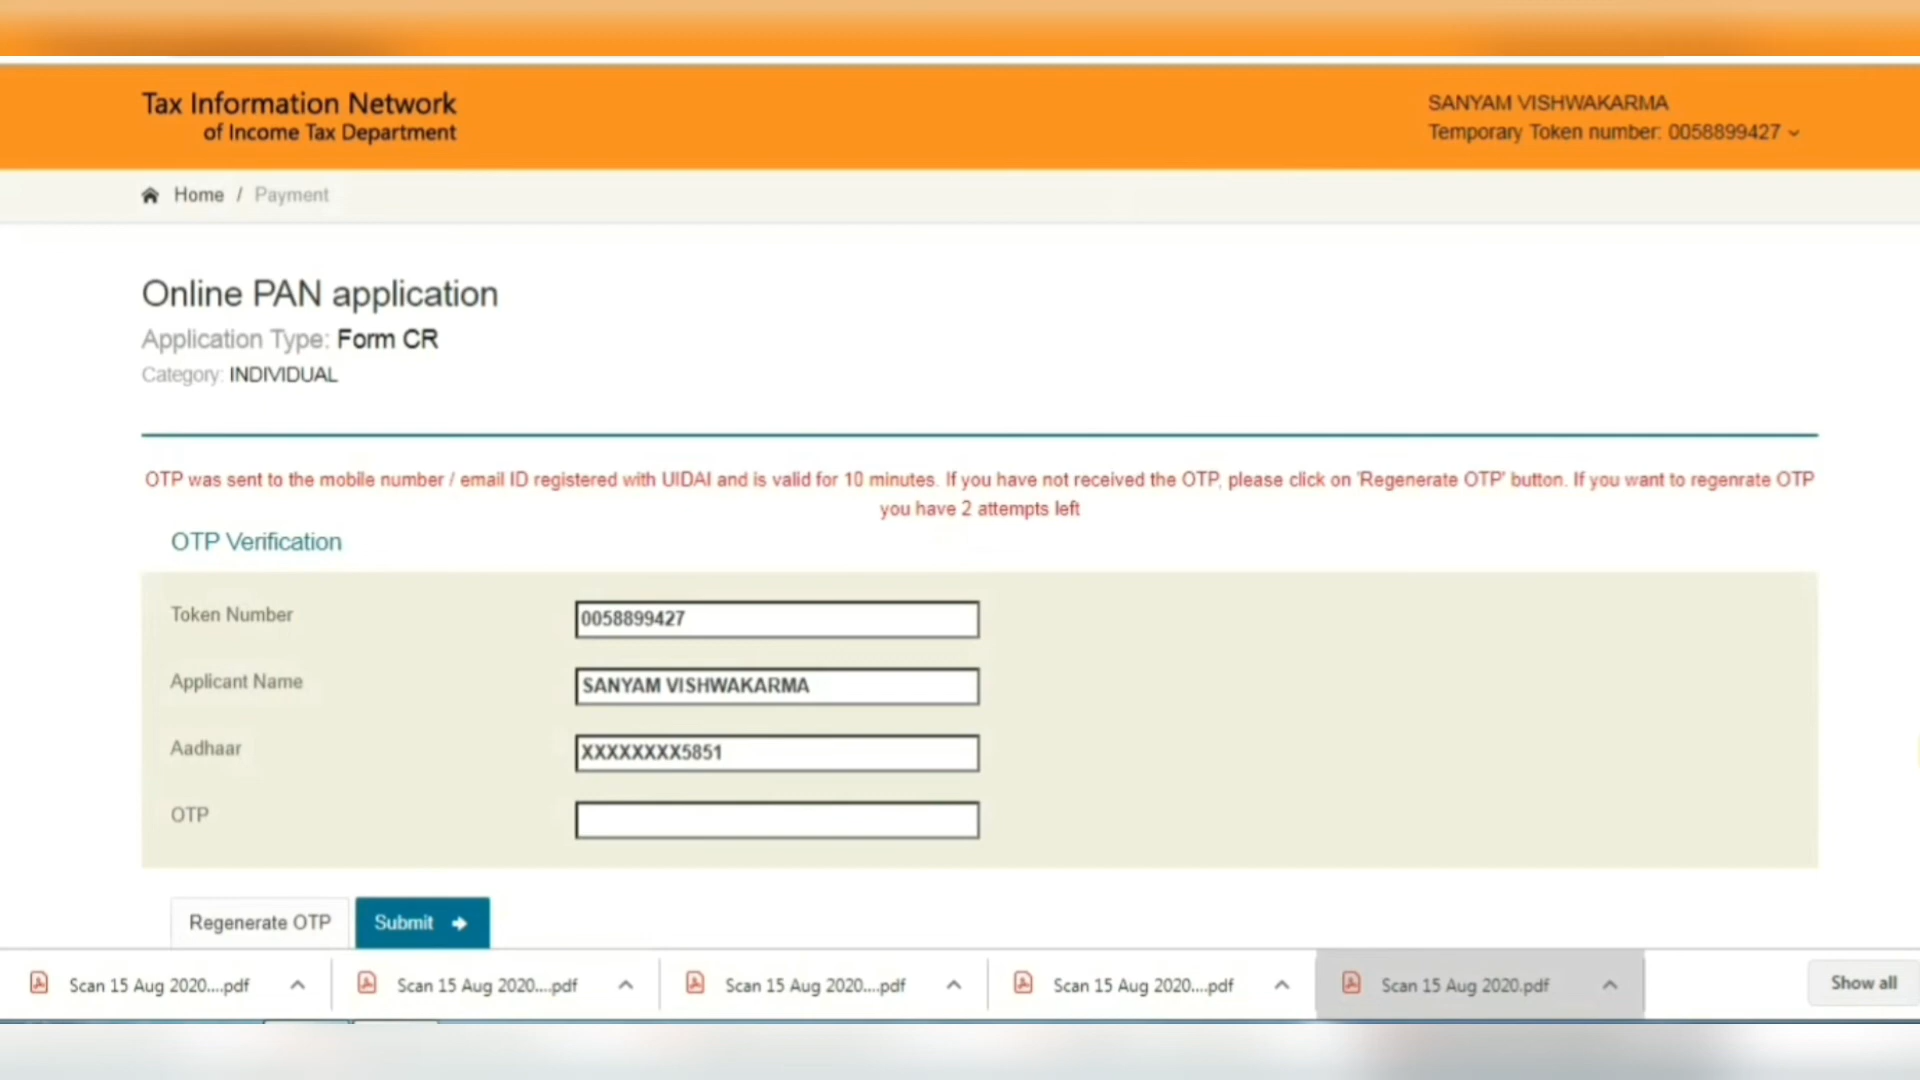 Tax Information Network
of Income Tax Department
SANYAM VISHWAKARMA
Temporary Token number: 0058899427
Home / Payment
Online PAN application
Application Type: Form CR
Category: INDIVIDUAL
OTP was sent to the mobile number / email ID registered with UIDAI and is valid for 10 minutes. If you have not received the OTP, please click on 'Regenerate OTP' button. If you want to regenrate OTP
you have 2 attempts left
OTP Verification
Token Number 0058899427
Applicant Name SANYAM VISHWAKARMA
Aadhaar XXXXXXXX5851
OTP
Regenerate OTP Submit
Scan 15 Aug 2020....pdf Scan 15 Aug 2020....pdf Scan 15 Aug 2020....pdf Scan 15 Aug 2020....pdf Scan 15 Aug 2020.pdf Show all